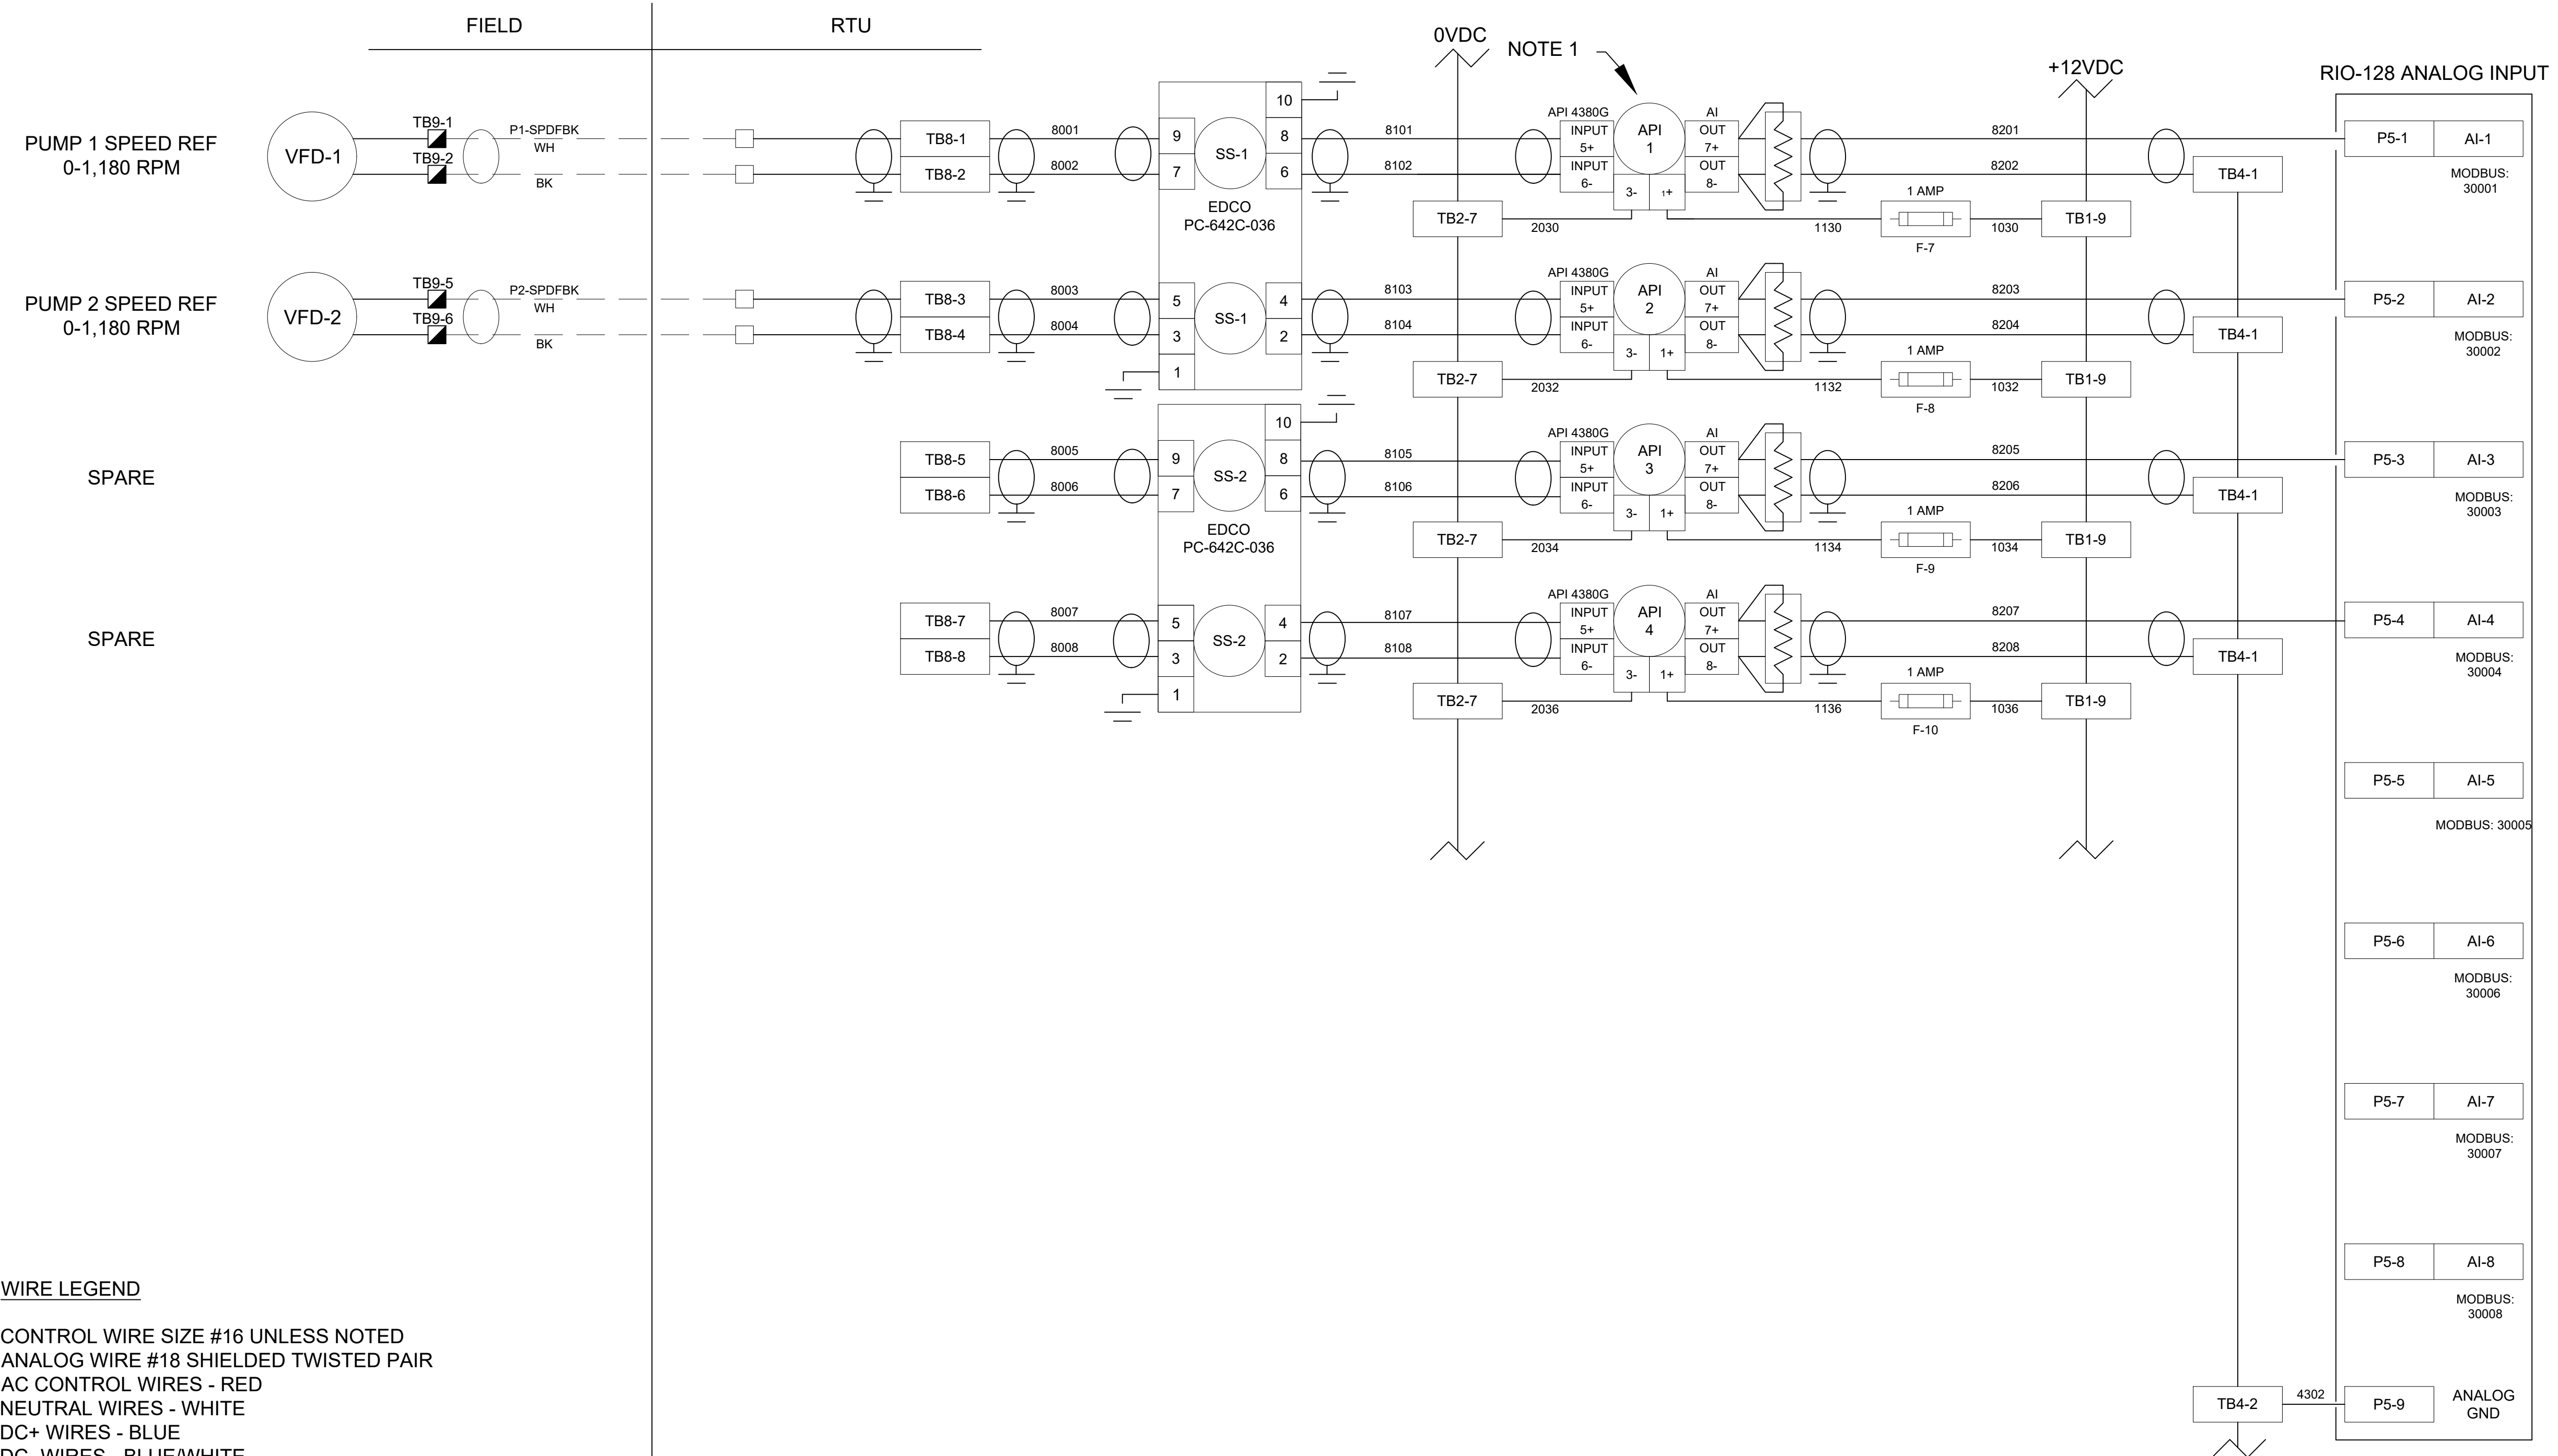 FIELD
RTU
0VDC
NOTE 1
+12VDC
RIO-128 ANALOG INPUT
PUMP 1 SPEED REF
0-1,180 RPM
VFD-1
TB9-1
TB9-2
P1-SPDFBK
WH
BK
TB8-1
TB8-2
8001
8002
10
9
8
7
6
SS-1
EDCO
PC-642C-036
8101
8102
API 4380G
INPUT
5+
INPUT
6-
API
1
3-
1+
AI
OUT
7+
OUT
8-
8201
8202
TB4-1
P5-1
AI-1
MODBUS:
30001
TB2-7
2030
1130
1 AMP
F-7
1030
TB1-9
PUMP 2 SPEED REF
0-1,180 RPM
VFD-2
TB9-5
TB9-6
P2-SPDFBK
WH
BK
TB8-3
TB8-4
8003
8004
5
4
3
2
1
SS-1
8103
8104
API 4380G
INPUT
5+
INPUT
6-
API
2
3-
1+
AI
OUT
7+
OUT
8-
8203
8204
TB4-1
P5-2
AI-2
MODBUS:
30002
TB2-7
2032
1132
1 AMP
F-8
1032
TB1-9
SPARE
TB8-5
TB8-6
8005
8006
10
9
8
7
6
SS-2
EDCO
PC-642C-036
8105
8106
API 4380G
INPUT
5+
INPUT
6-
API
3
3-
1+
AI
OUT
7+
OUT
8-
8205
8206
TB4-1
P5-3
AI-3
MODBUS:
30003
TB2-7
2034
1134
1 AMP
F-9
1034
TB1-9
SPARE
TB8-7
TB8-8
8007
8008
5
4
3
2
1
SS-2
8107
8108
API 4380G
INPUT
5+
INPUT
6-
API
4
3-
1+
AI
OUT
7+
OUT
8-
8207
8208
TB4-1
P5-4
AI-4
MODBUS:
30004
TB2-7
2036
1136
1 AMP
F-10
1036
TB1-9
P5-5
AI-5
MODBUS: 30005
P5-6
AI-6
MODBUS:
30006
P5-7
AI-7
MODBUS:
30007
P5-8
AI-8
MODBUS:
30008
TB4-2
4302
P5-9
ANALOG
GND
WIRE LEGEND
CONTROL WIRE SIZE #16 UNLESS NOTED
ANALOG WIRE #18 SHIELDED TWISTED PAIR
AC CONTROL WIRES - RED
NEUTRAL WIRES - WHITE
DC+ WIRES - BLUE
DC- WIRES - BLUE/WHITE